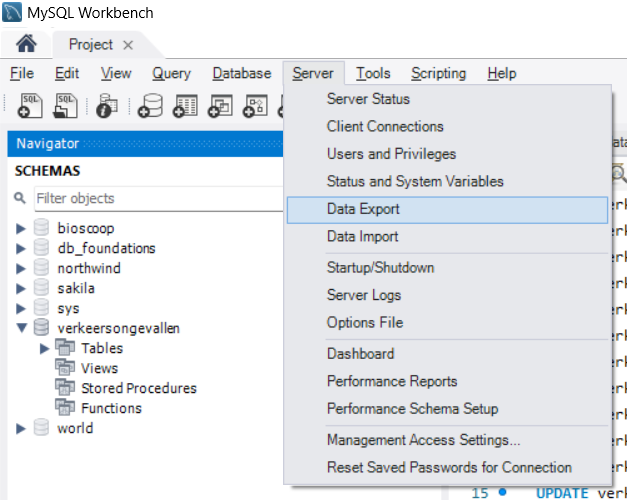 MySQL Workbench
Project ×
File Edit View Query Database Server Tools Scripting Help
SQL SQL
Navigator
SCHEMAS
Filter objects
bioscoop
db_foundations
northwind
sakila
sys
verkeersongevallen
Tables
Views
Stored Procedures
Functions
world
Server Status
Client Connections
Users and Privileges
Status and System Variables
Data Export
Data Import
Startup/Shutdown
Server Logs
Options File
Dashboard
Performance Reports
Performance Schema Setup
Management Access Settings...
Reset Saved Passwords for Connection
15 UPDATE verk